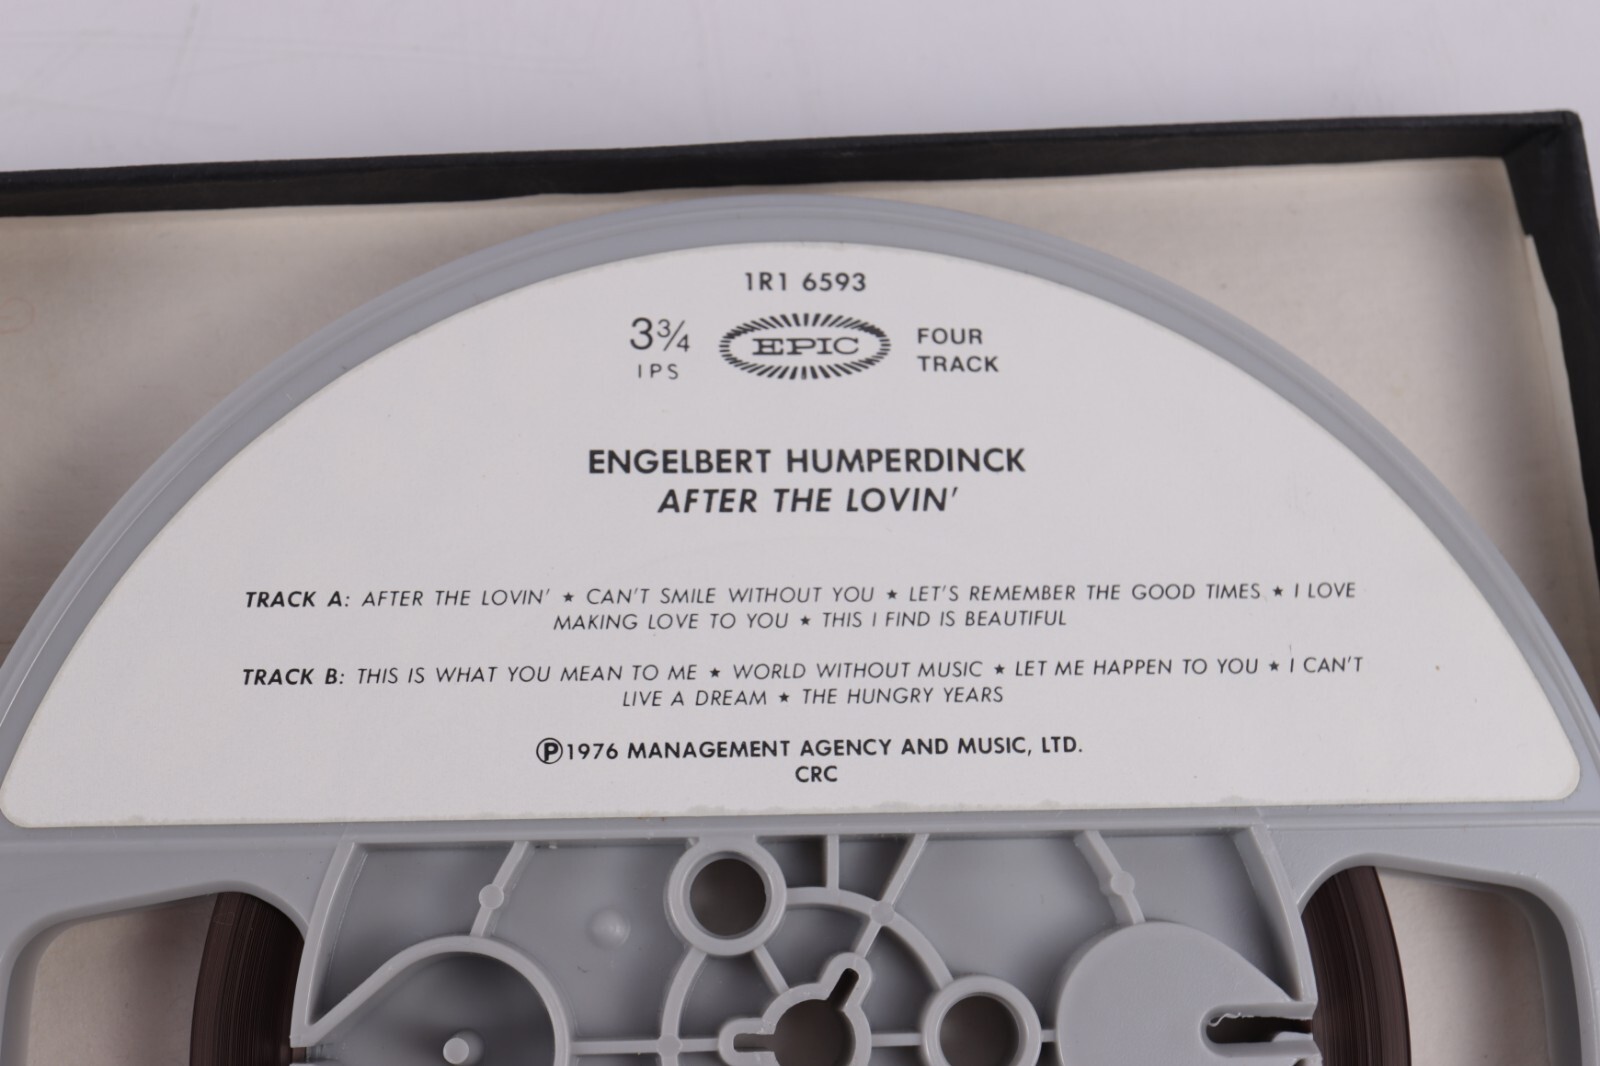 1R1 6593
3¾ IPS
EPIC
FOUR TRACK
ENGELBERT HUMPERDINCK
AFTER THE LOVIN'
TRACK A: AFTER THE LOVIN' ★ CAN'T SMILE WITHOUT YOU ★ LET'S REMEMBER THE GOOD TIMES ★ I LOVE
MAKING LOVE TO YOU ★ THIS I FIND IS BEAUTIFUL
TRACK B: THIS IS WHAT YOU MEAN TO ME ★ WORLD WITHOUT MUSIC ★ LET ME HAPPEN TO YOU ★ I CAN'T
LIVE A DREAM ★ THE HUNGRY YEARS
℗1976 MANAGEMENT AGENCY AND MUSIC, LTD.
CRC